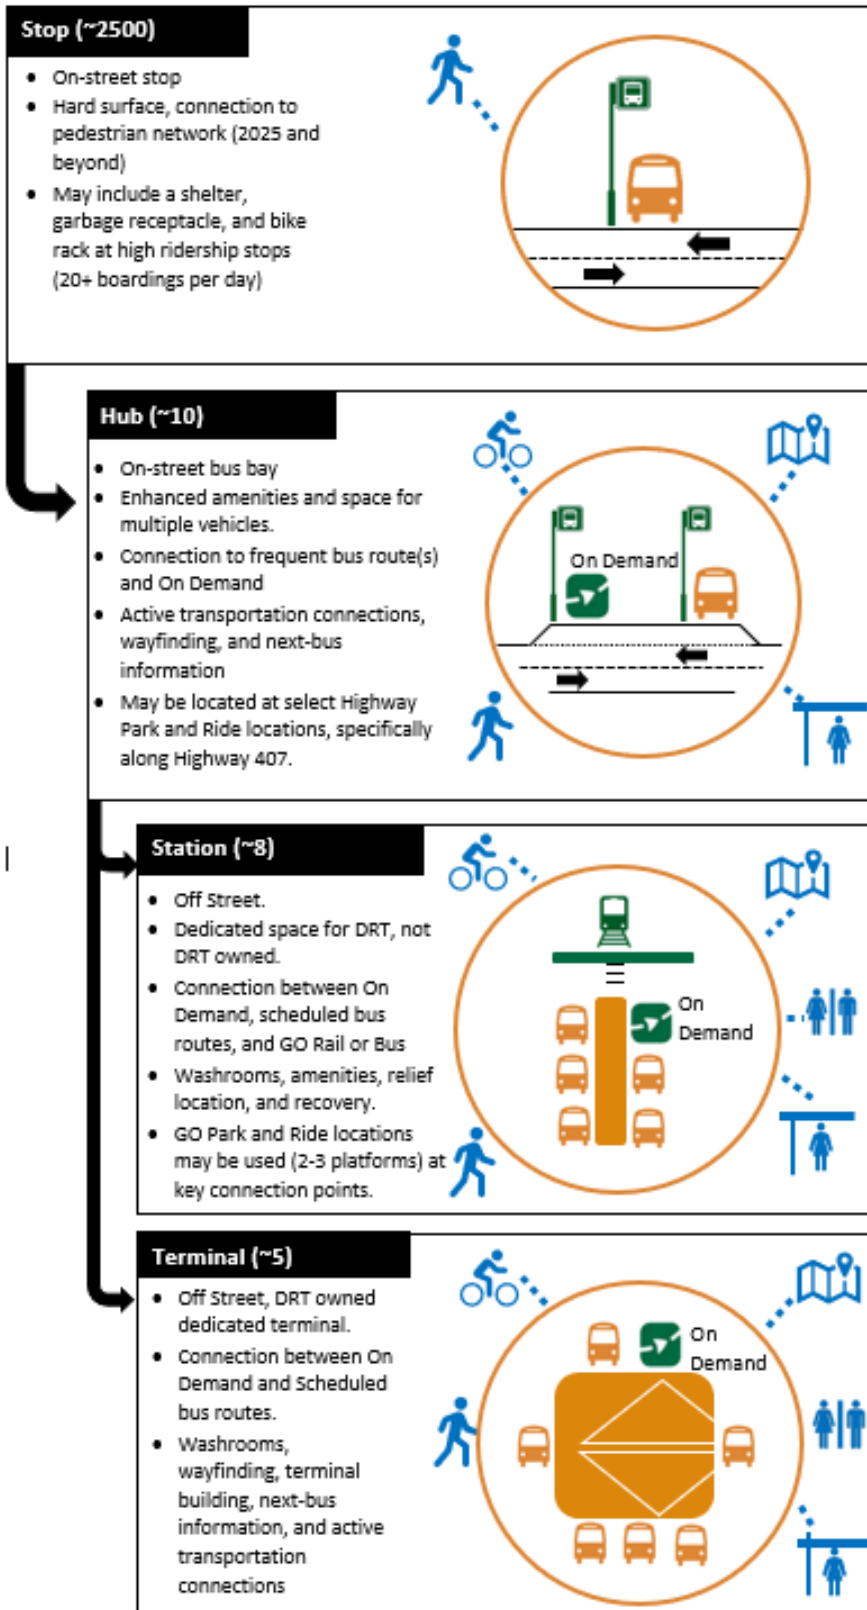 Stop (~2500)
• On-street stop
• Hard surface, connection to
pedestrian network (2025 and
beyond)
• May include a shelter,
garbage receptacle, and bike
rack at high ridership stops
(20+ boardings per day)
Hub (~10)
• On-street bus bay
• Enhanced amenities and space for
multiple vehicles.
• Connection to frequent bus route(s)
and On Demand
• Active transportation connections,
wayfinding, and next-bus
information
• May be located at select Highway
Park and Ride locations, specifically
along Highway 407.
On Demand
Station (~8)
• Off Street.
• Dedicated space for DRT, not
DRT owned.
• Connection between On
Demand, scheduled bus
routes, and GO Rail or Bus
• Washrooms, amenities, relief
location, and recovery.
• GO Park and Ride locations
may be used (2-3 platforms) at
key connection points.
On
Demand
Terminal (~5)
• Off Street, DRT owned
dedicated terminal.
• Connection between On
Demand and Scheduled
bus routes.
• Washrooms,
wayfinding, terminal
building, next-bus
information, and active
transportation
connections
On
Demand